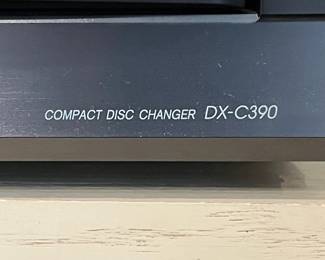 COMPACT DISC CHANGER DX-C390